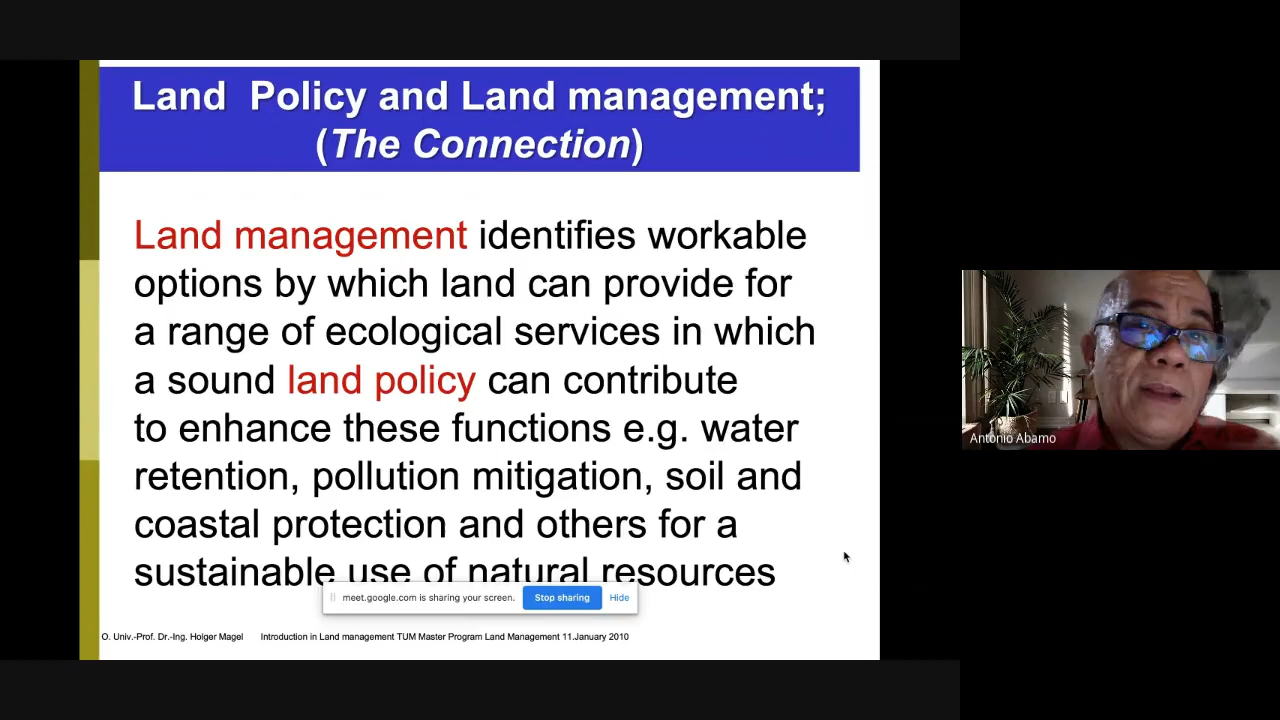 Land  Policy and Land management;
(The Connection)
Land management identifies workable
options by which land can provide for
a range of ecological services in which
a sound land policy can contribute
to enhance these functions e.g. water
retention, pollution mitigation, soil and
coastal protection and others for a
sustainable use of natural resources
meet.google.com is sharing your screen.
Stop sharing
Hide
O. Univ.-Prof. Dr.-Ing. Holger Magel
Introduction in Land management TUM Master Program Land Management 11.January 2010
Antonio Abamo